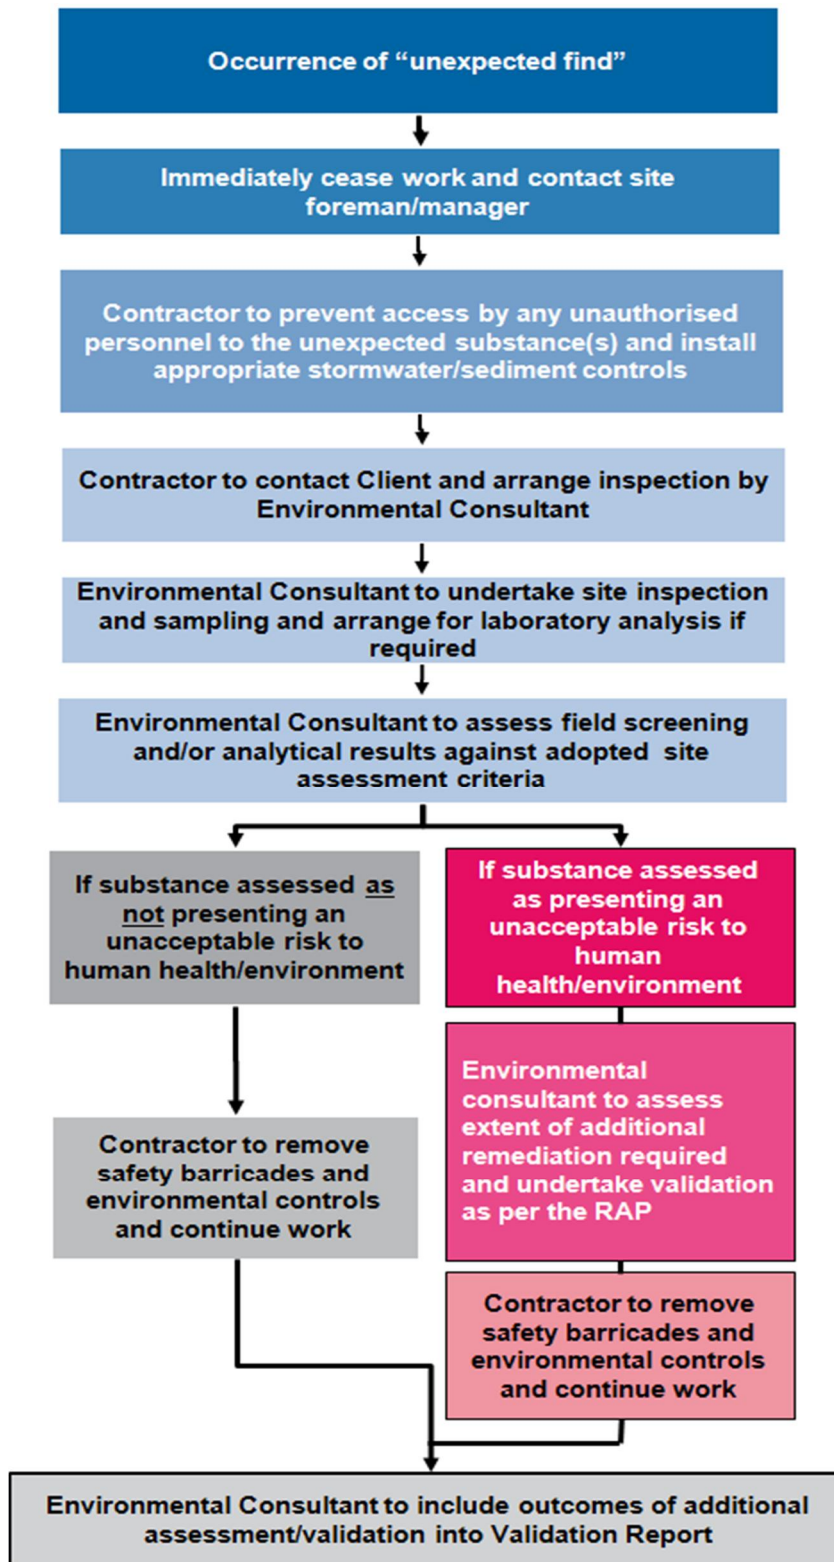 Occurrence of “unexpected find”
Immediately cease work and contact site
foreman/manager
Contractor to prevent access by any unauthorised
personnel to the unexpected substance(s) and install
appropriate stormwater/sediment controls
Contractor to contact Client and arrange inspection by
Environmental Consultant
Environmental Consultant to undertake site inspection
and sampling and arrange for laboratory analysis if
required
Environmental Consultant to assess field screening
and/or analytical results against adopted site
assessment criteria
If substance assessed as
not presenting an
unacceptable risk to
human health/environment
If substance assessed
as presenting an
unacceptable risk to
human
health/environment
Environmental
consultant to assess
extent of additional
remediation required
and undertake validation
as per the RAP
Contractor to remove
safety barricades and
environmental controls
and continue work
Contractor to remove
safety barricades and
environmental controls
and continue work
Environmental Consultant to include outcomes of additional
assessment/validation into Validation Report